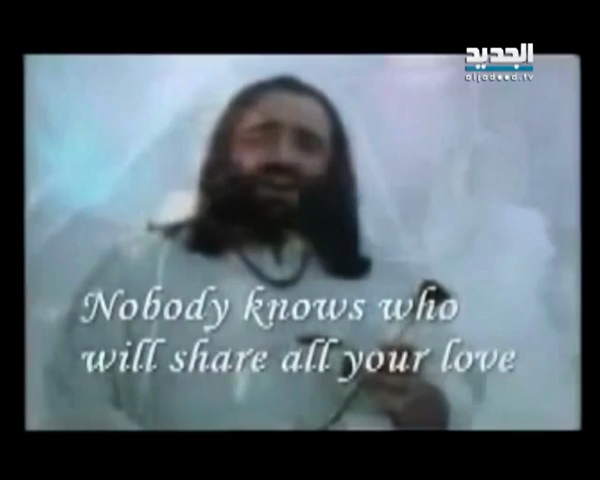 الجديد
aljadeed.tv
Nobody knows who
will share all your love